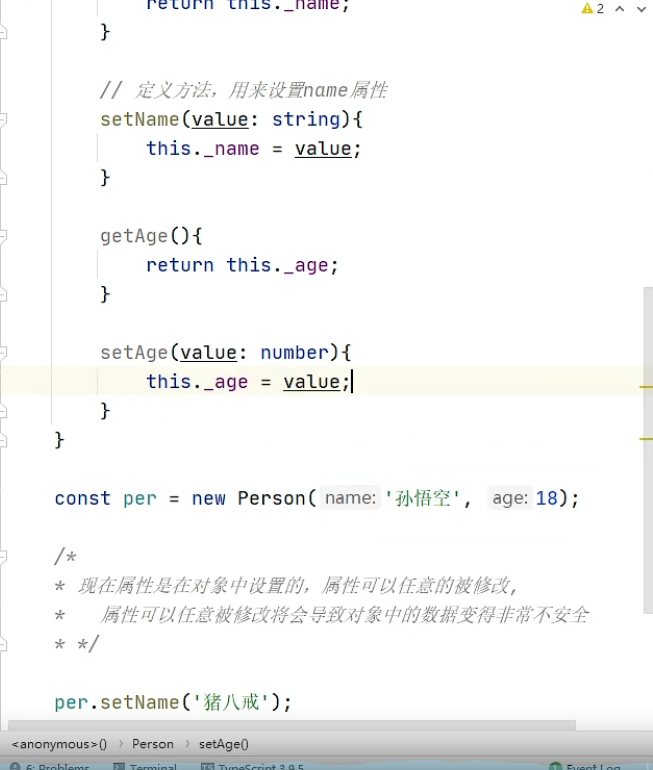 return this._name;
2
}
// 定义方法，用来设置name属性
setName(value: string){
this._name = value;
}
getAge(){
return this._age;
}
setAge(value: number){
this._age = value;
}
}
const per = new Person( name: '孙悟空', age: 18);
/*
* 现在属性是在对象中设置的，属性可以任意的被修改,
* 属性可以任意被修改将会导致对象中的数据变得非常不安全
* */
per.setName('猪八戒');
<anonymous>() › Person › setAge()
6: Problems Terminal TypeScript 3.9.5 Event Log